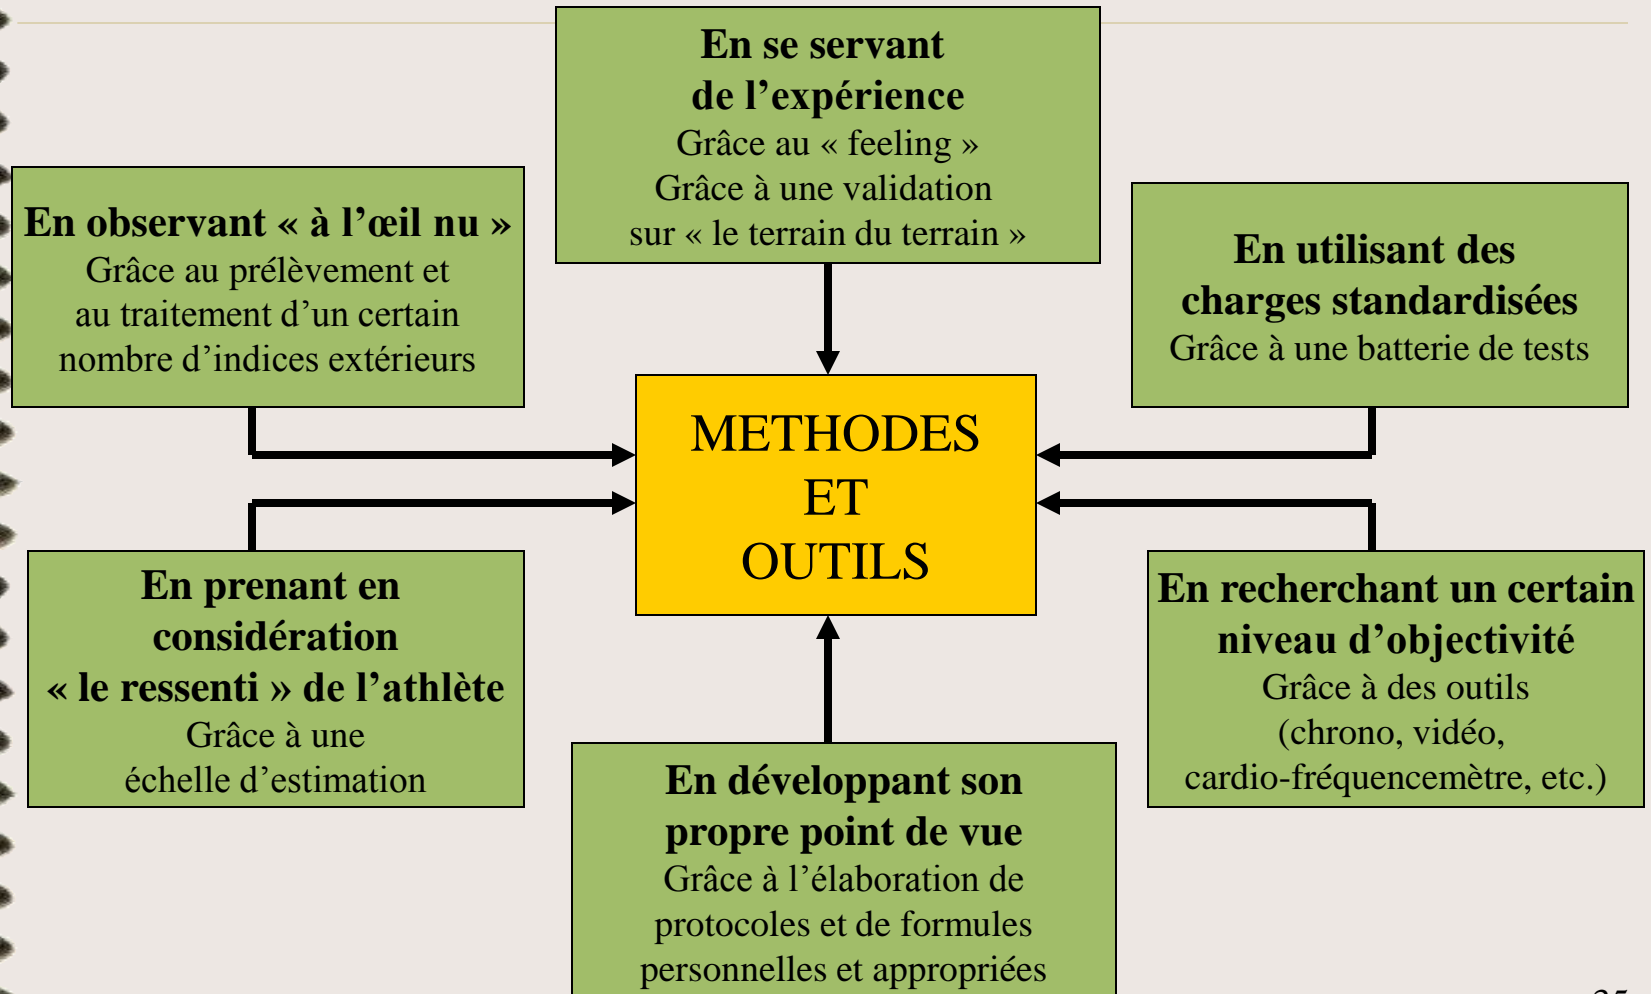 En se servant
de l’expérience
Grâce au « feeling »
Grâce à une validation
sur « le terrain du terrain »
En observant « à l’œil nu »
Grâce au prélèvement et
au traitement d’un certain
nombre d’indices extérieurs
En utilisant des
charges standardisées
Grâce à une batterie de tests
METHODES
ET
OUTILS
En prenant en
considération
« le ressenti » de l’athlète
Grâce à une
échelle d’estimation
En recherchant un certain
niveau d’objectivité
Grâce à des outils
(chrono, vidéo,
cardio-fréquencemètre, etc.)
En développant son
propre point de vue
Grâce à l’élaboration de
protocoles et de formules
personnelles et appropriées